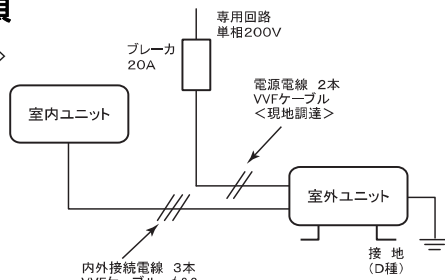 専用回路
単相200V
ブレーカ
20A
電源電線 2本
VVFケーブル
<現地調達>
室内ユニット
室外ユニット
接 地
(D種)
内外接続電線 3本